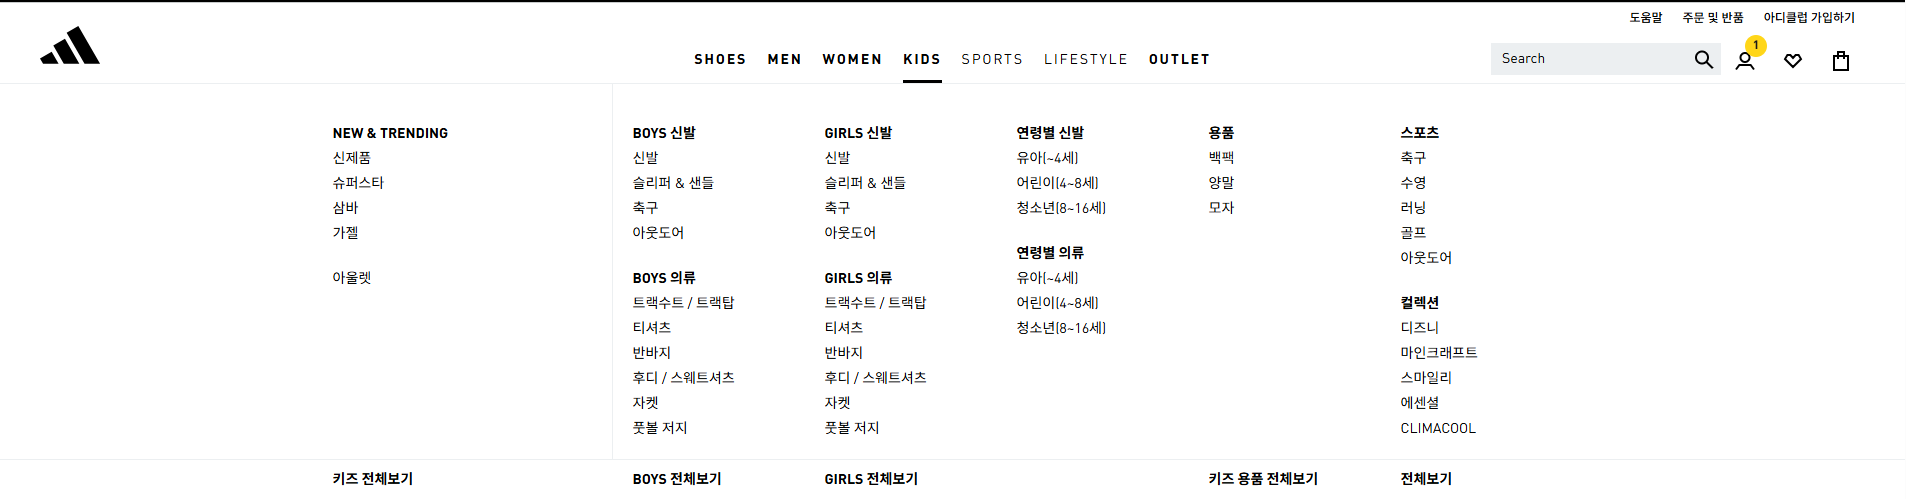 도움말 주문 및 반품 아디클럽 가입하기
SHOES MEN WOMEN KIDS SPORTS LIFESTYLE OUTLET
Search
1
NEW & TRENDING
신제품
슈퍼스타
삼바
가젤
아울렛
BOYS 신발
신발
슬리퍼 & 샌들
축구
아웃도어
BOYS 의류
트랙수트 / 트랙탑
티셔츠
반바지
후디 / 스웨트셔츠
자켓
풋볼 저지
GIRLS 신발
신발
슬리퍼 & 샌들
축구
아웃도어
GIRLS 의류
트랙수트 / 트랙탑
티셔츠
반바지
후디 / 스웨트셔츠
자켓
풋볼 저지
연령별 신발
유아(~4세)
어린이(4~8세)
청소년(8~16세)
연령별 의류
유아(~4세)
어린이(4~8세)
청소년(8~16세)
용품
백팩
양말
모자
스포츠
축구
수영
러닝
골프
아웃도어
컬렉션
디즈니
마인크래프트
스마일리
에센셜
CLIMACOOL
키즈 전체보기 BOYS 전체보기 GIRLS 전체보기 키즈 용품 전체보기 전체보기